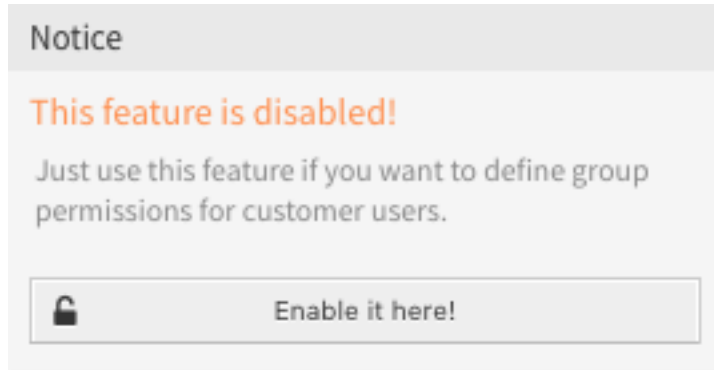 Notice
This feature is disabled!
Just use this feature if you want to define group
permissions for customer users.
Enable it here!